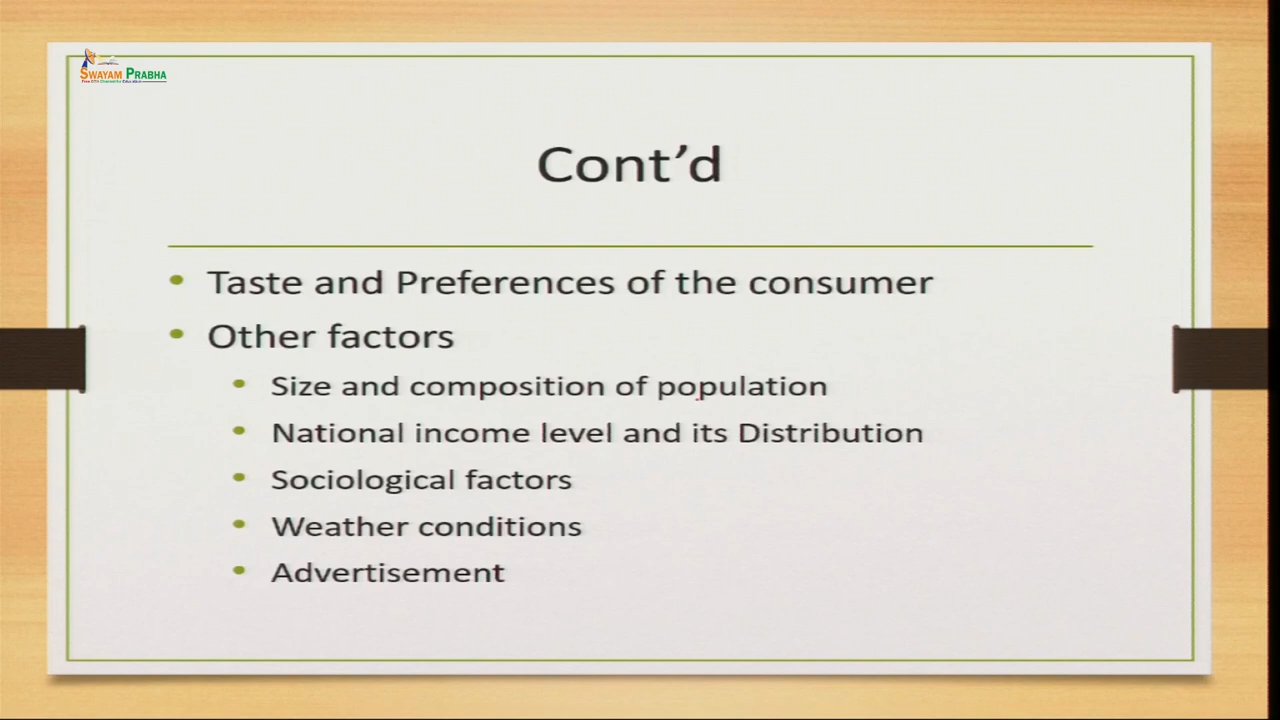 SWAYAM PRABHA
Cont’d
• Taste and Preferences of the consumer
• Other factors
• Size and composition of population
• National income level and its Distribution
• Sociological factors
• Weather conditions
• Advertisement